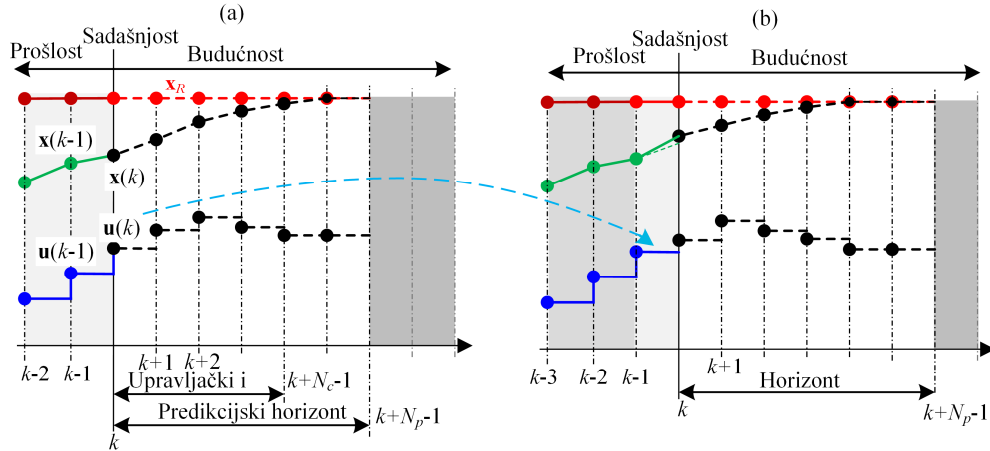 (a)
Sadašnjost
Prošlost
Budućnost
x_R
x(k-1)
x(k)
u(k)
u(k-1)
k-2
k-1
k+1
k+2
Upravljački i
k+N_c-1
Predikcijski horizont
k+N_p-1
k
(b)
Sadašnjost
Prošlost
Budućnost
k-3
k-2
k-1
k+1
Horizont
k
k+N_p-1